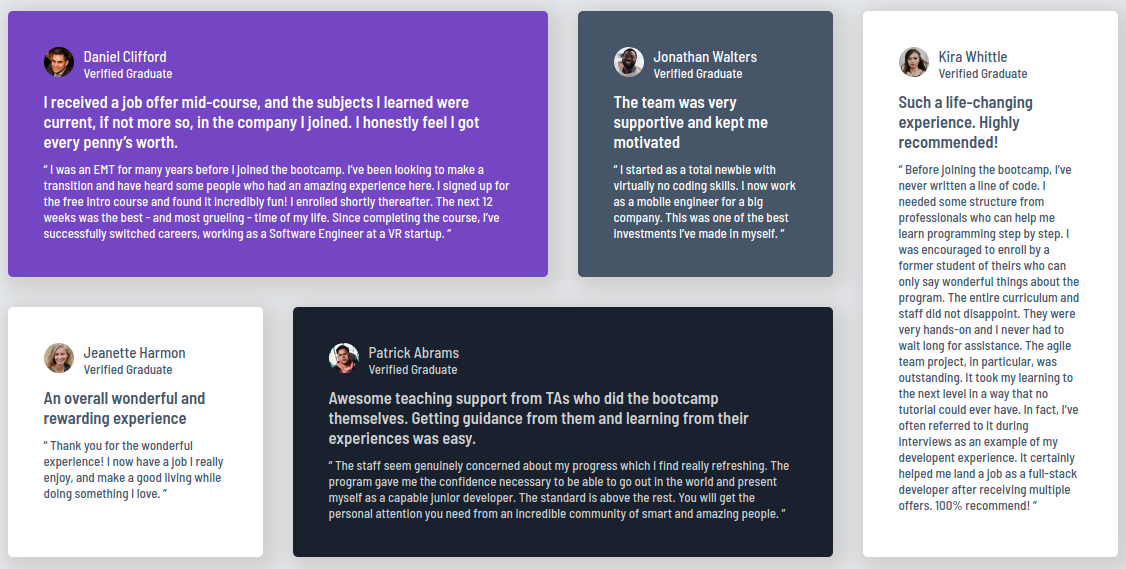 Daniel Clifford
Verified Graduate
I received a job offer mid-course, and the subjects I learned were
current, if not more so, in the company I joined. I honestly feel I got
every penny’s worth.
“ I was an EMT for many years before I joined the bootcamp. I’ve been looking to make a
transition and have heard some people who had an amazing experience here. I signed up for
the free intro course and found it incredibly fun! I enrolled shortly thereafter. The next 12
weeks was the best - and most grueling - time of my life. Since completing the course, I’ve
successfully switched careers, working as a Software Engineer at a VR startup. ”
Jonathan Walters
Verified Graduate
The team was very
supportive and kept me
motivated
“ I started as a total newbie with
virtually no coding skills. I now work
as a mobile engineer for a big
company. This was one of the best
investments I’ve made in myself. ”
Kira Whittle
Verified Graduate
Such a life-changing
experience. Highly
recommended!
“ Before joining the bootcamp, I’ve
never written a line of code. I
needed some structure from
professionals who can help me
learn programming step by step. I
was encouraged to enroll by a
former student of theirs who can
only say wonderful things about the
program. The entire curriculum and
staff did not disappoint. They were
very hands-on and I never had to
wait long for assistance. The agile
team project, in particular, was
outstanding. It took my learning to
the next level in a way that no
tutorial could ever have. In fact, I’ve
often referred to it during
interviews as an example of my
developent experience. It certainly
helped me land a job as a full-stack
developer after receiving multiple
offers. 100% recommend! ”
Jeanette Harmon
Verified Graduate
An overall wonderful and
rewarding experience
“ Thank you for the wonderful
experience! I now have a job I really
enjoy, and make a good living while
doing something I love. ”
Patrick Abrams
Verified Graduate
Awesome teaching support from TAs who did the bootcamp
themselves. Getting guidance from them and learning from their
experiences was easy.
“ The staff seem genuinely concerned about my progress which I find really refreshing. The
program gave me the confidence necessary to be able to go out in the world and present
myself as a capable junior developer. The standard is above the rest. You will get the
personal attention you need from an incredible community of smart and amazing people. ”